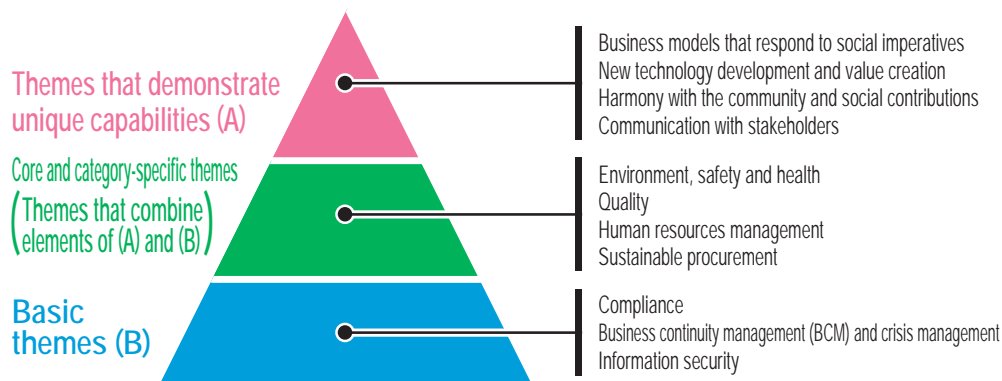 Themes that demonstrate
unique capabilities (A)
Business models that respond to social imperatives
New technology development and value creation
Harmony with the community and social contributions
Communication with stakeholders
Core and category-specific themes
(Themes that combine
elements of (A) and (B))
Environment, safety and health
Quality
Human resources management
Sustainable procurement
Basic
themes (B)
Compliance
Business continuity management (BCM) and crisis management
Information security